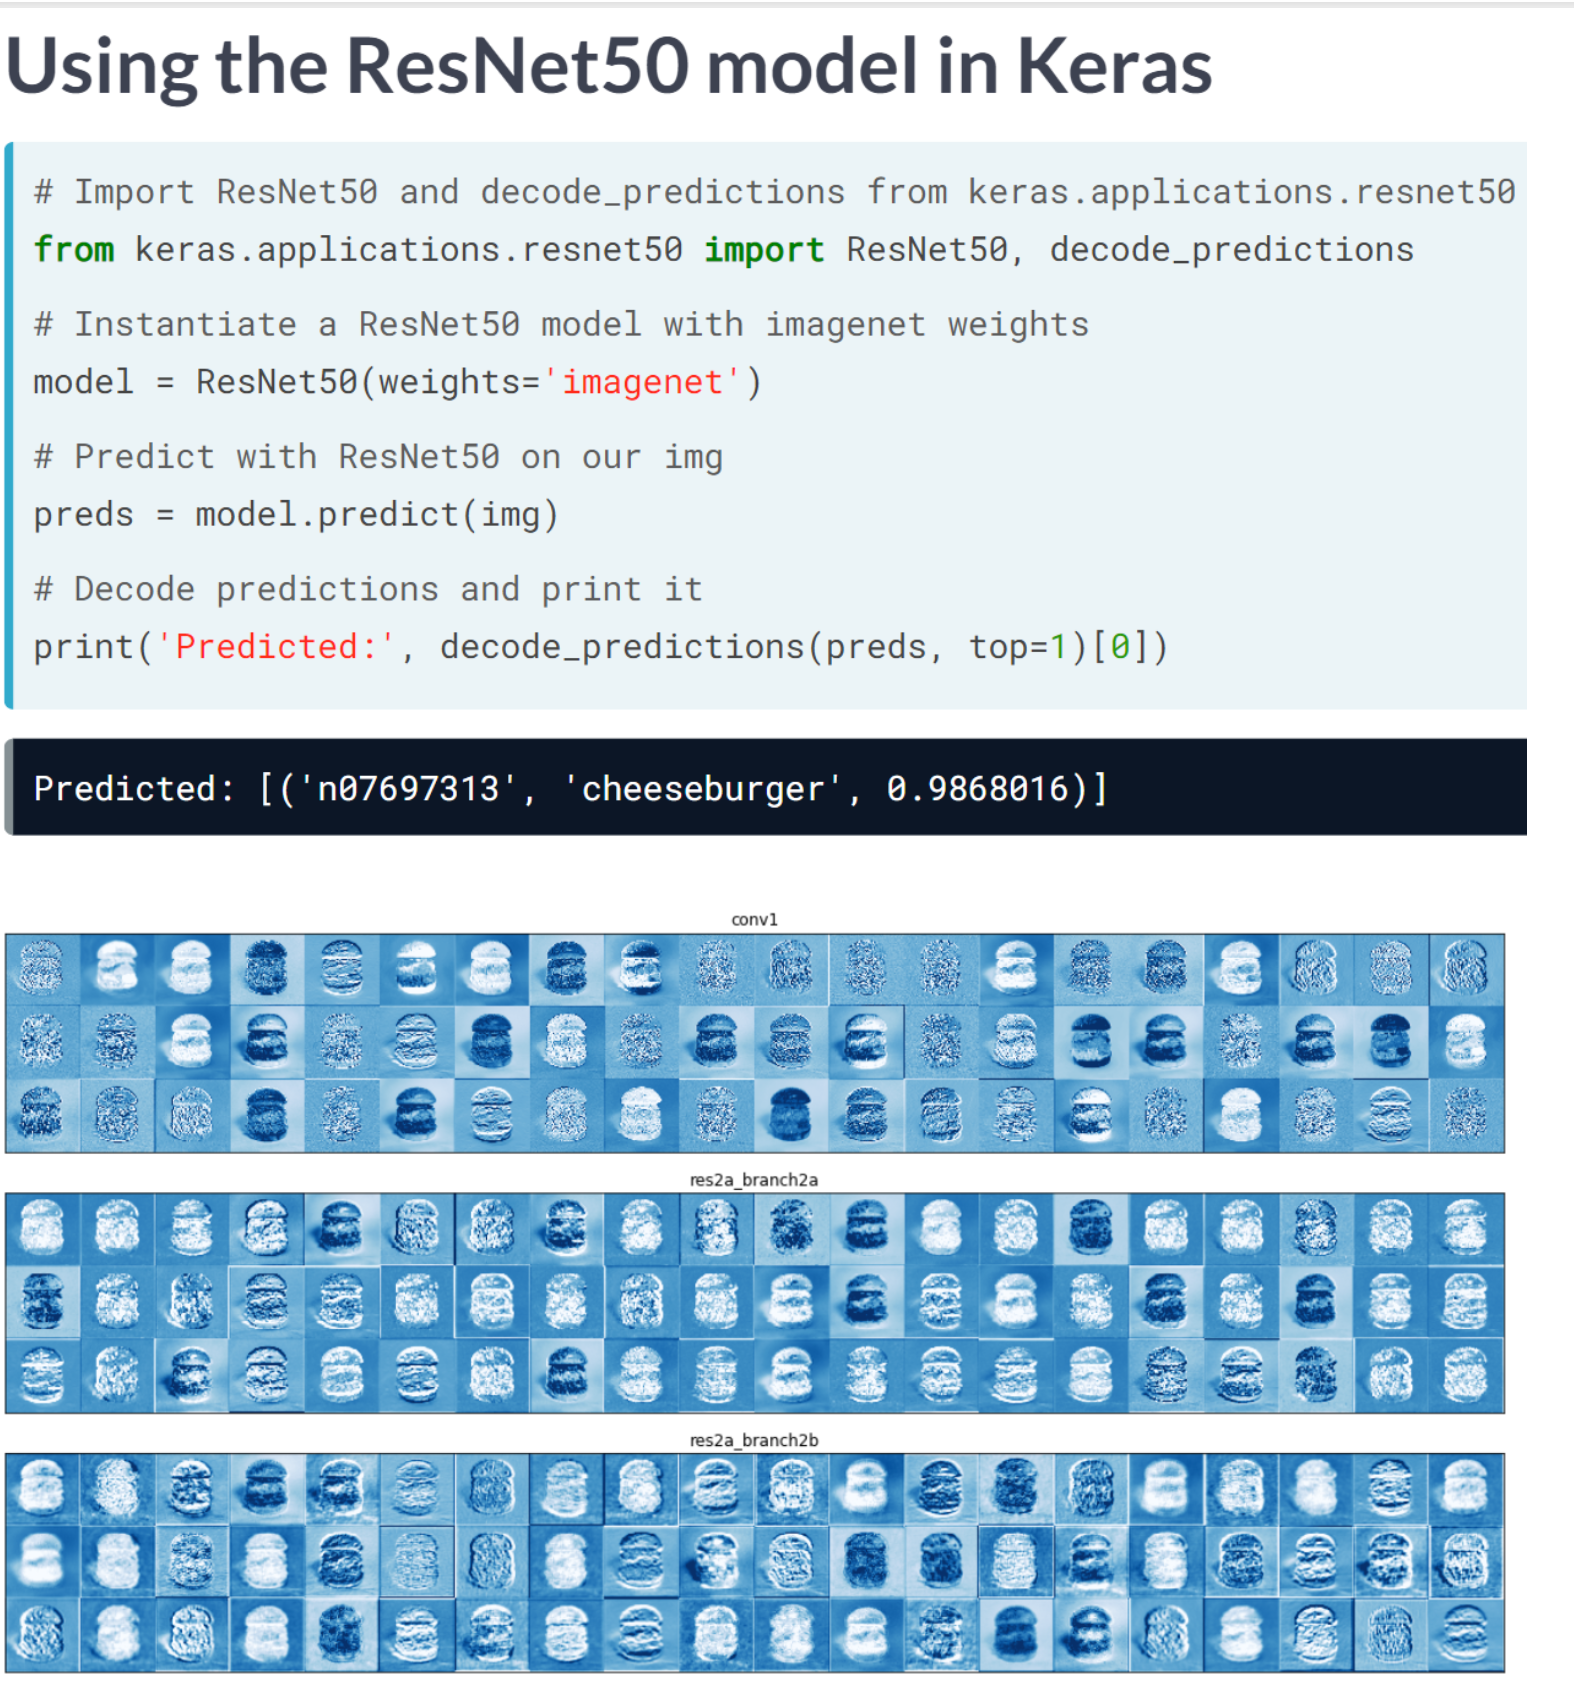 Using the ResNet50 model in Keras
# Import ResNet50 and decode_predictions from keras.applications.resnet50
from keras.applications.resnet50 import ResNet50, decode_predictions
# Instantiate a ResNet50 model with imagenet weights
model = ResNet50(weights='imagenet')
# Predict with ResNet50 on our img
preds = model.predict(img)
# Decode predictions and print it
print('Predicted:', decode_predictions(preds, top=1)[0])
Predicted: [('n07697313', 'cheeseburger', 0.9868016)]
conv1
res2a_branch2a
res2a_branch2b